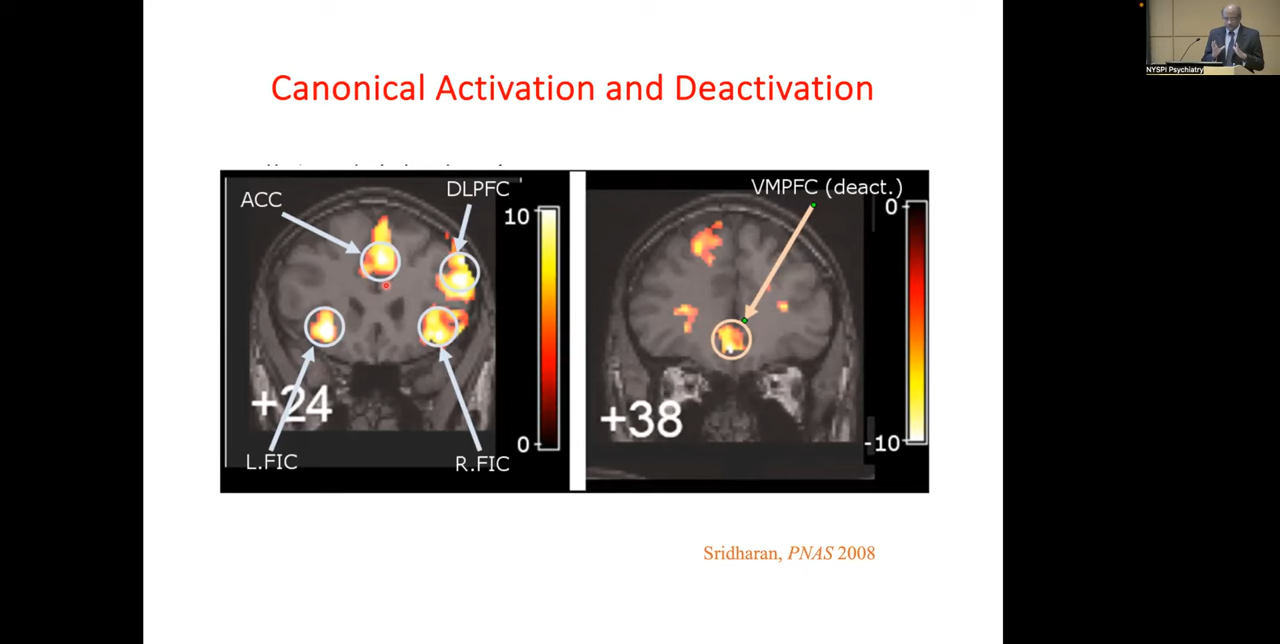 Canonical Activation and Deactivation
ACC
DLPFC
10
0
+24
L.FIC
R.FIC
VMPFC (deact.)
0
-10
+38
Sridharan, PNAS 2008
NYSPI Psychiatry